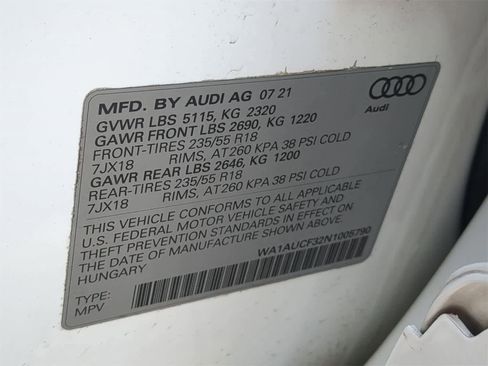 MFD. BY AUDI AG 07 21
GVWR LBS 5115, KG 2320
GAWR FRONT LBS 2690, KG 1220
FRONT-TIRES 235/55 R18
7JX18 RIMS, AT260 KPA 38 PSI COLD
GAWR REAR LBS 2646, KG 1200
REAR-TIRES 235/55 R18
7JX18 RIMS, AT260 KPA 38 PSI COLD
THIS VEHICLE CONFORMS TO ALL APPLICABLE
U.S. FEDERAL MOTOR VEHICLE SAFETY AND
THEFT PREVENTION STANDARDS IN EFFECT ON
THE DATE OF MANUFACTURE SHOWN ABOVE
HUNGARY
WA1AUCF32N1005790
TYPE:
MPV
Audi